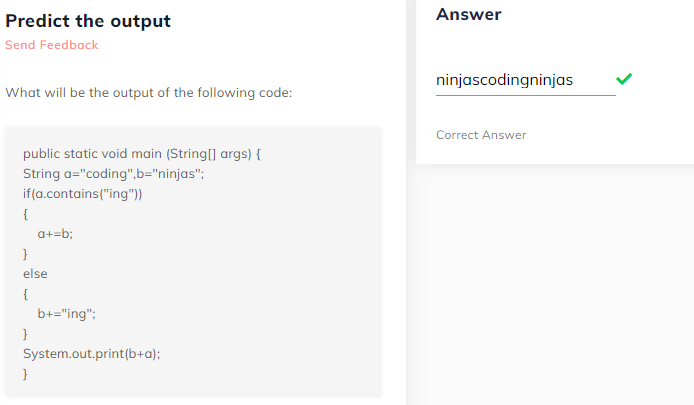 Predict the output
Send Feedback
What will be the output of the following code:
public static void main (String[] args) {
String a="coding",b="ninjas";
if(a.contains("ing"))
{
a+=b;
}
else
{
b+="ing";
}
System.out.print(b+a);
}
Answer
ninjascodingninjas
Correct Answer